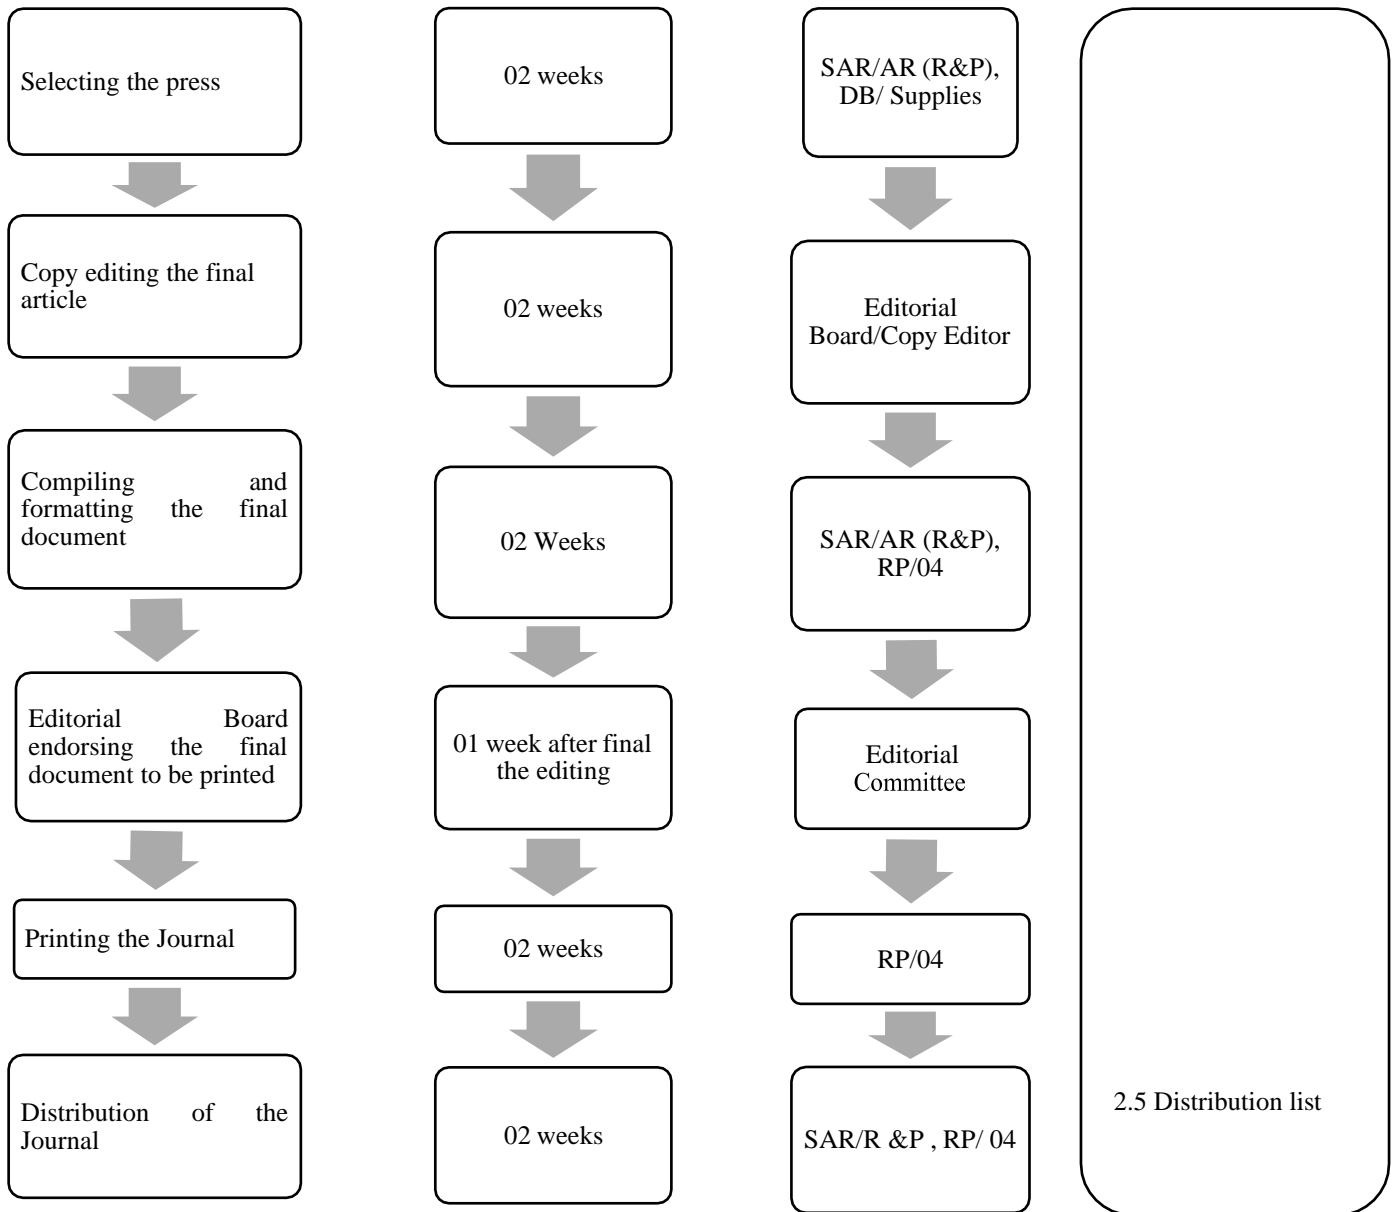 Selecting the press
02 weeks
SAR/AR (R&P),
DB/ Supplies
Copy editing the final
article
02 weeks
Editorial
Board/Copy Editor
Compiling and
formatting the final
document
02 Weeks
SAR/AR (R&P),
RP/04
Editorial Board
endorsing the final
document to be printed
01 week after final
the editing
Editorial
Committee
Printing the Journal
02 weeks
RP/04
Distribution of the
Journal
02 weeks
SAR/R &P , RP/ 04
2.5 Distribution list